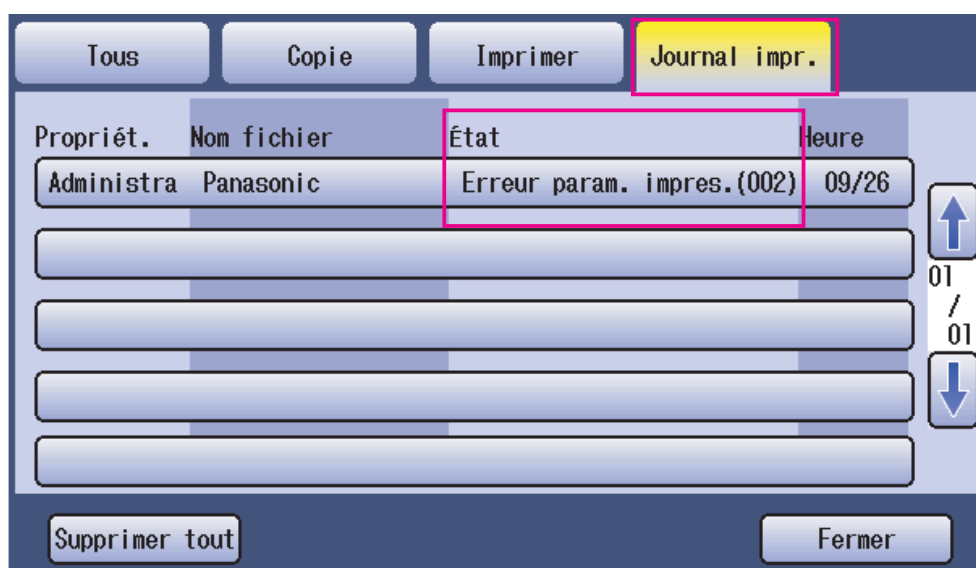 Tous Copie Imprimer Journal impr.
Propriét. Nom fichier État Heure
Administra Panasonic Erreur param. impres.(002) 09/26
01
/
01
Supprimer tout Fermer